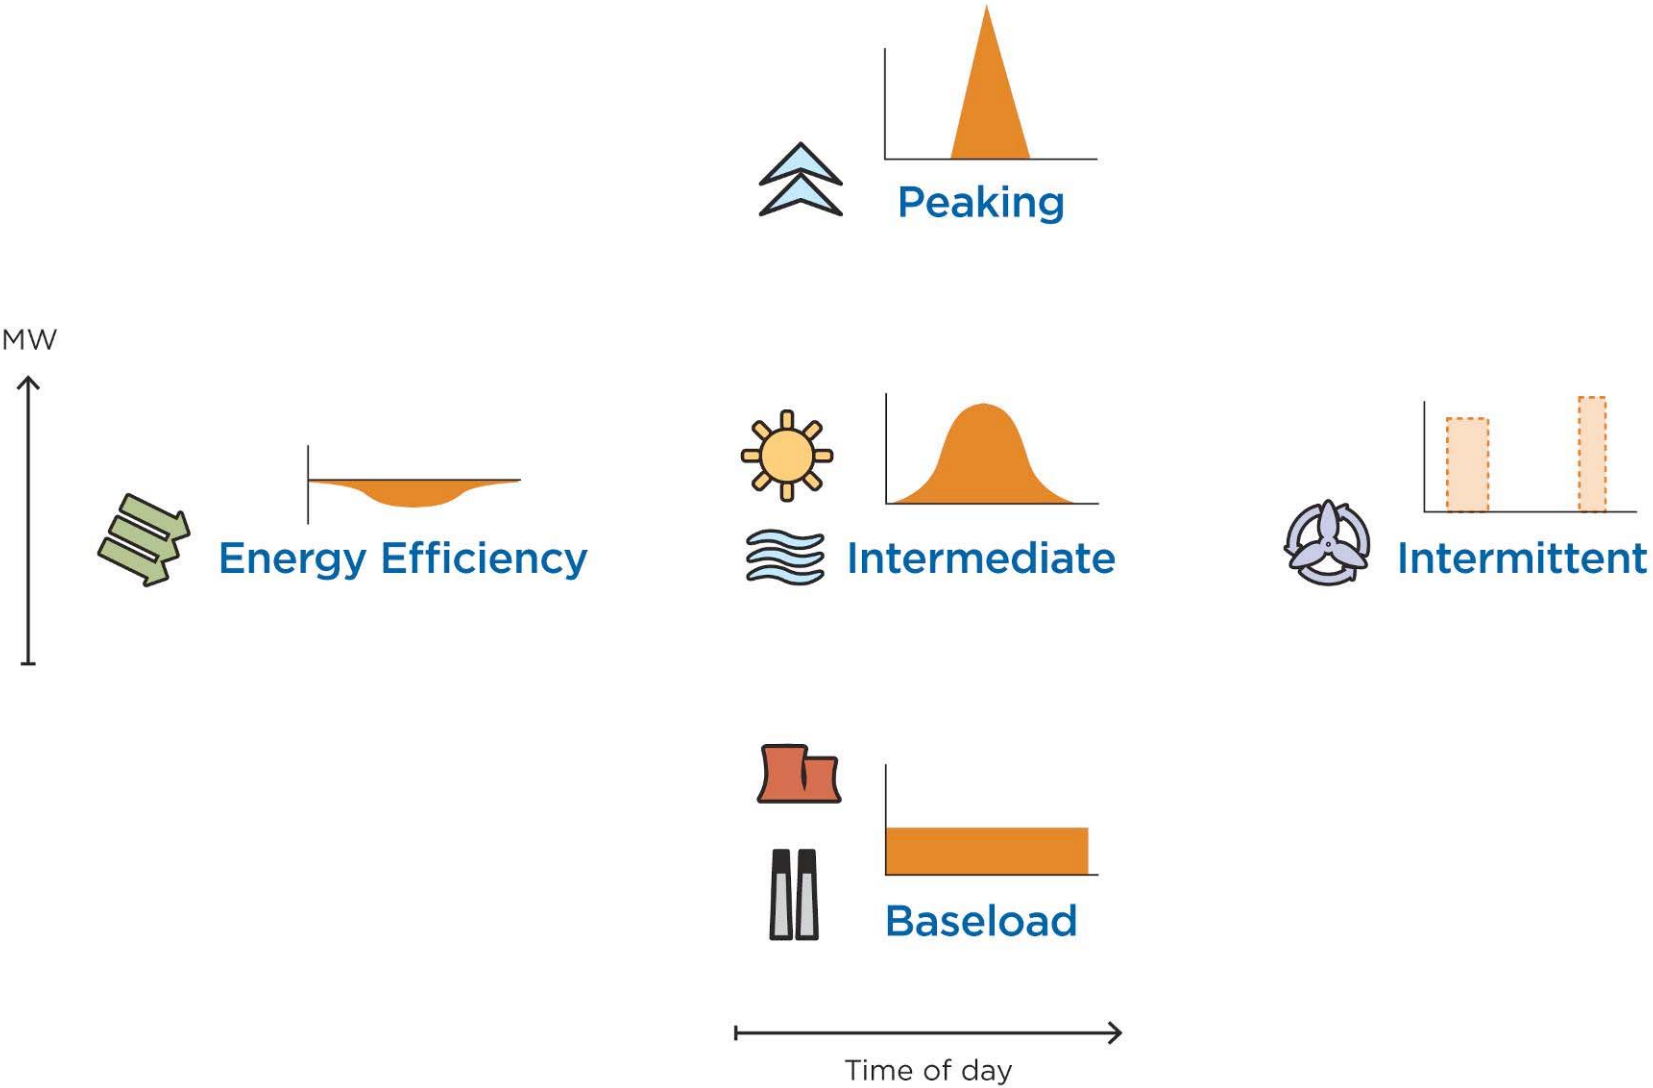 Peaking
MW
Energy Efficiency
Intermediate
Intermittent
Baseload
Time of day